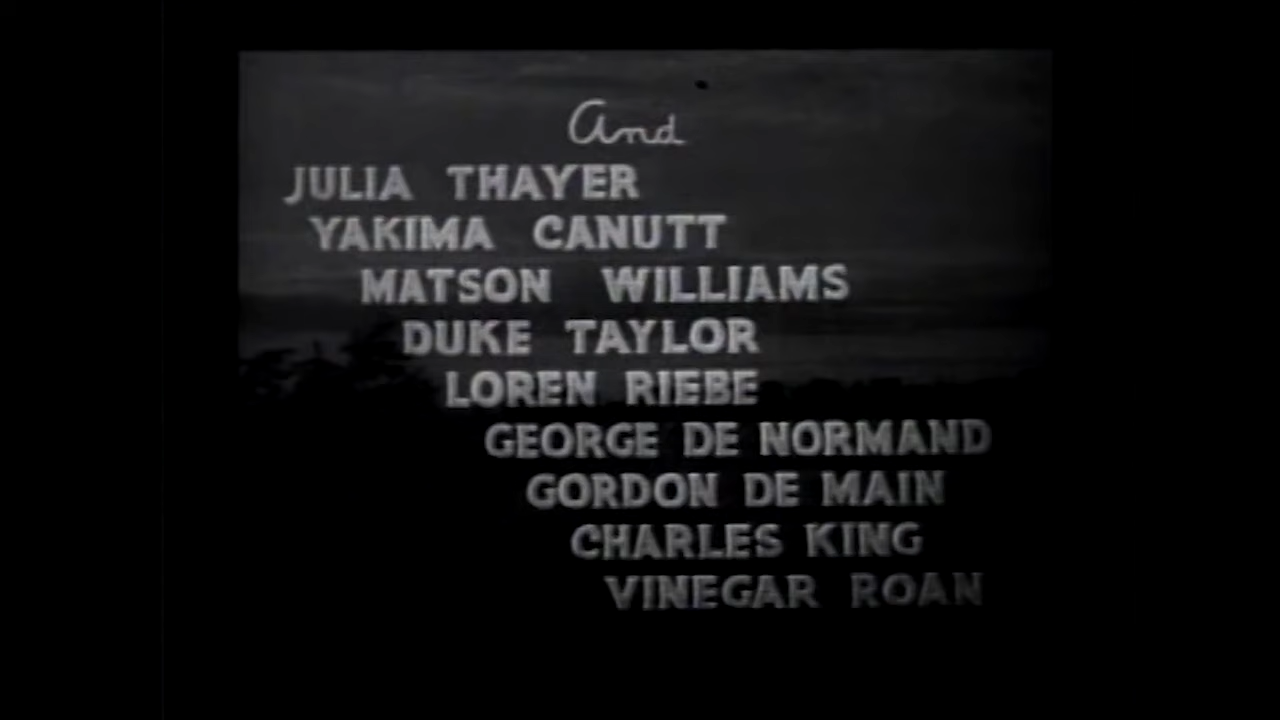 And
JULIA THAYER
YAKIMA CANUTT
MATSON WILLIAMS
DUKE TAYLOR
LOREN RIEBE
GEORGE DE NORMAND
GORDON DE MAIN
CHARLES KING
VINEGAR ROAN